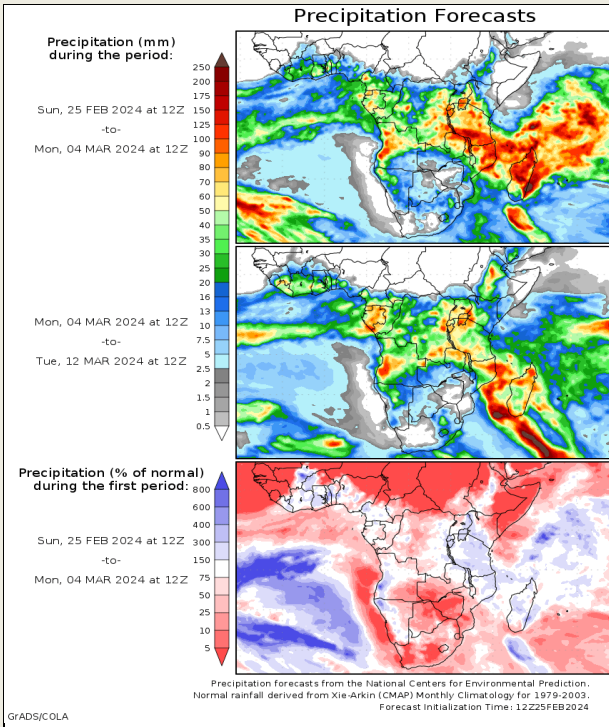 Precipitation Forecasts
Precipitation (mm)
during the period:
Sun, 25 FEB 2024 at 12Z
-to-
Mon, 04 MAR 2024 at 12Z
250
200
175
150
125
100
90
80
70
60
50
40
35
30
25
20
16
13
10
7.5
5
2.5
2
1.5
1
0.5
Mon, 04 MAR 2024 at 12Z
-to-
Tue, 12 MAR 2024 at 12Z
Precipitation (% of normal)
during the first period:
Sun, 25 FEB 2024 at 12Z
-to-
Mon, 04 MAR 2024 at 12Z
800
600
400
300
150
75
50
25
10
5
Precipitation forecasts from the National Centers for Environmental Prediction.
Normal rainfall derived from Xie-Arkin (CMAP) Monthly Climatology for 1979-2003.
Forecast Initialization Time: 12Z25FEB2024
GrADS/COLA